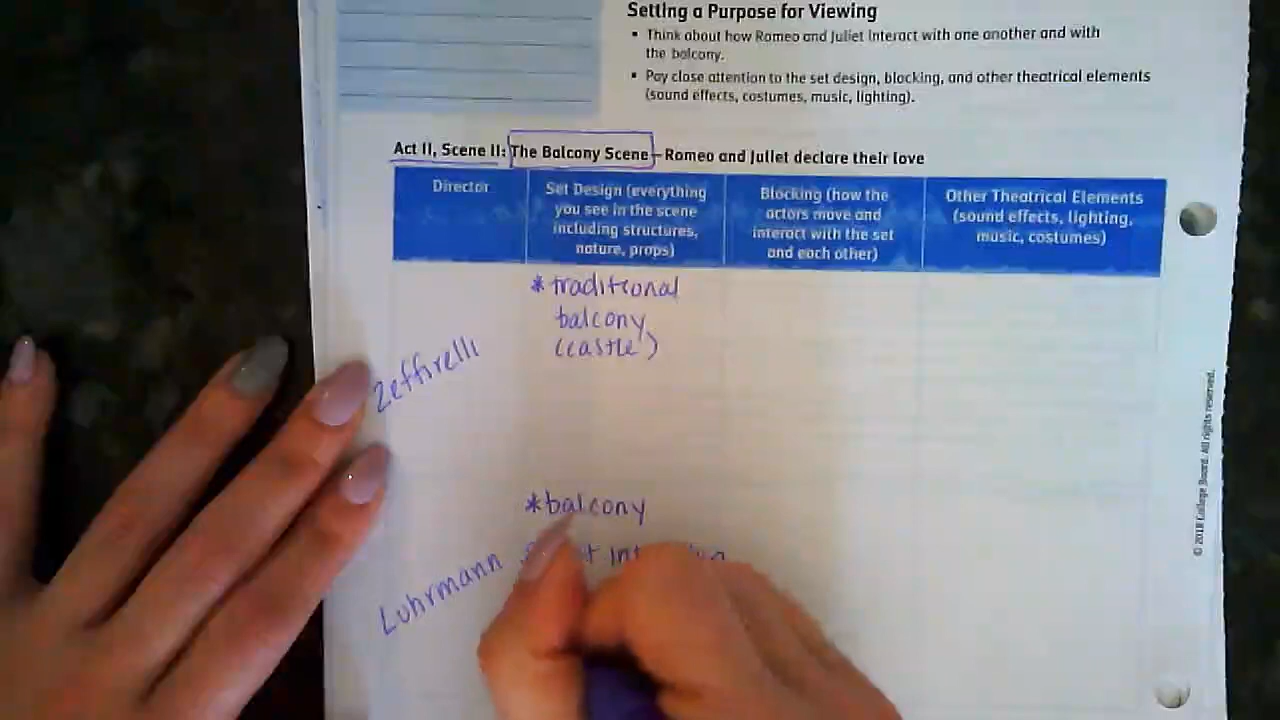 Setting a Purpose for Viewing
▪ Think about how Romeo and Juliet interact with one another and with
the balcony.
▪ Pay close attention to the set design, blocking, and other theatrical elements
(sound effects, costumes, music, lighting).
Act II, Scene II: The Balcony Scene—Romeo and Juliet declare their love
Director
Set Design (everything
you see in the scene
including structures,
nature, props)
Blocking (how the
actors move and
interact with the set
and each other)
Other Theatrical Elements
(sound effects, lighting,
music, costumes)
Zeffirelli
*traditional
balcony
(castle)
Luhrmann
*balcony
© 2018 College Board. All rights reserved.